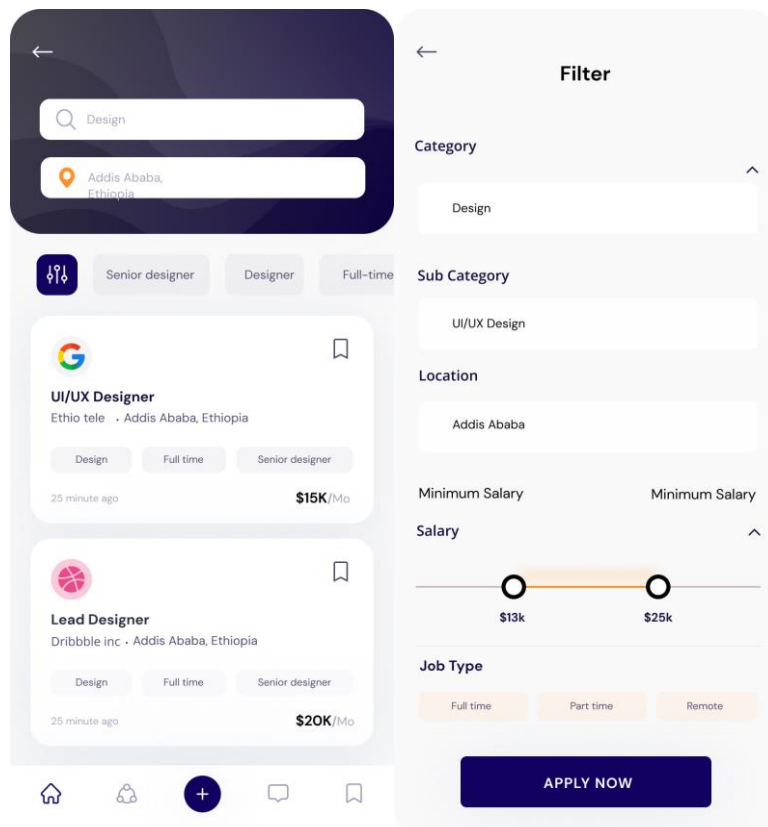 Design
Addis Ababa,
Ethiopia
Senior designer
Designer
Full-time
UI/UX Designer
Ethio tele • Addis Ababa, Ethiopia
Design
Full time
Senior designer
25 minute ago
$15K/Mo
Lead Designer
Dribbble inc • Addis Ababa, Ethiopia
Design
Full time
Senior designer
25 minute ago
$20K/Mo
Filter
Category
Design
Sub Category
UI/UX Design
Location
Addis Ababa
Minimum Salary
Minimum Salary
Salary
$13k
$25k
Job Type
Full time
Part time
Remote
APPLY NOW